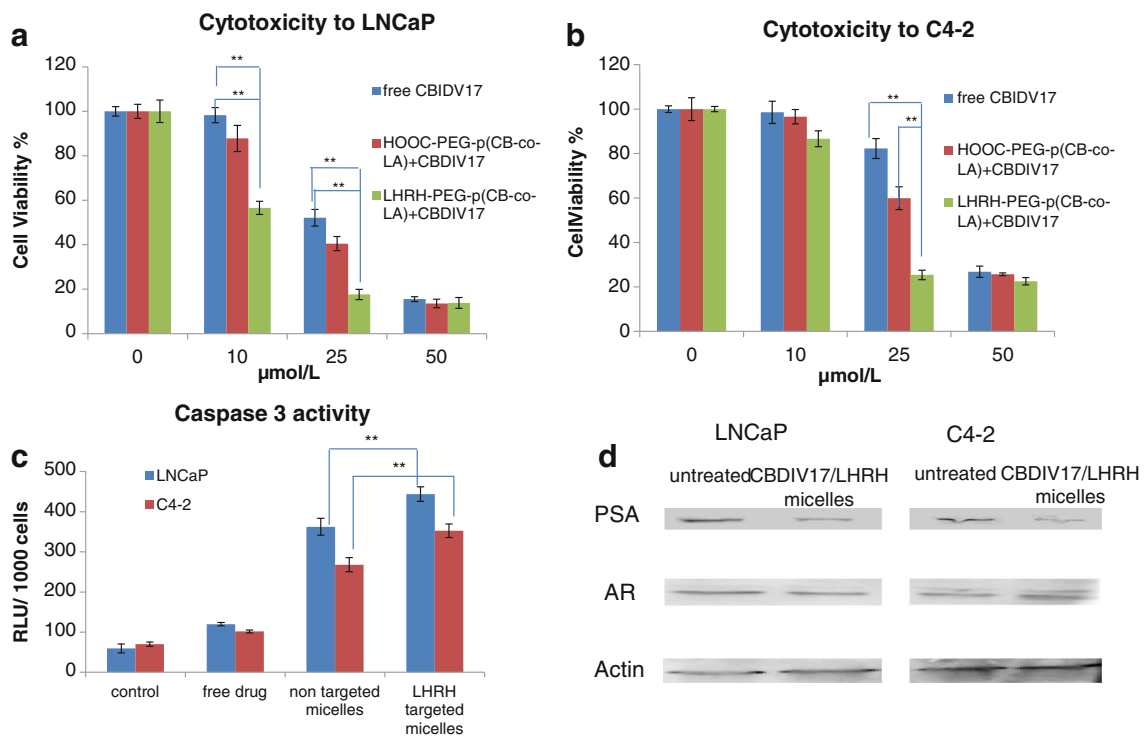 a
Cytotoxicity to LNCaP
120
100
80
60
40
20
0
Cell Viability %
**
**
**
**
free CBIDV17
HOOC-PEG-p(CB-co-
LA)+CBDIV17
LHRH-PEG-p(CB-co-
LA)+CBDIV17
0 10 25 50
µmol/L
b
Cytotoxicity to C4-2
120
100
80
60
40
20
0
CellViability %
**
**
free CBIDV17
HOOC-PEG-p(CB-co-
LA)+CBDIV17
LHRH-PEG-p(CB-co-
LA)+CBDIV17
0 10 25 50
µmol/L
Caspase 3 activity
c
LNCaP
C4-2
500
400
300
200
100
0
RLU/ 1000 cells
**
**
control
free drug
non targeted
micelles
LHRH
targeted
micelles
d
LNCaP
C4-2
untreated
CBDIV17/LHRH
micelles
untreated
CBDIV17/LHRH
micelles
PSA
AR
Actin